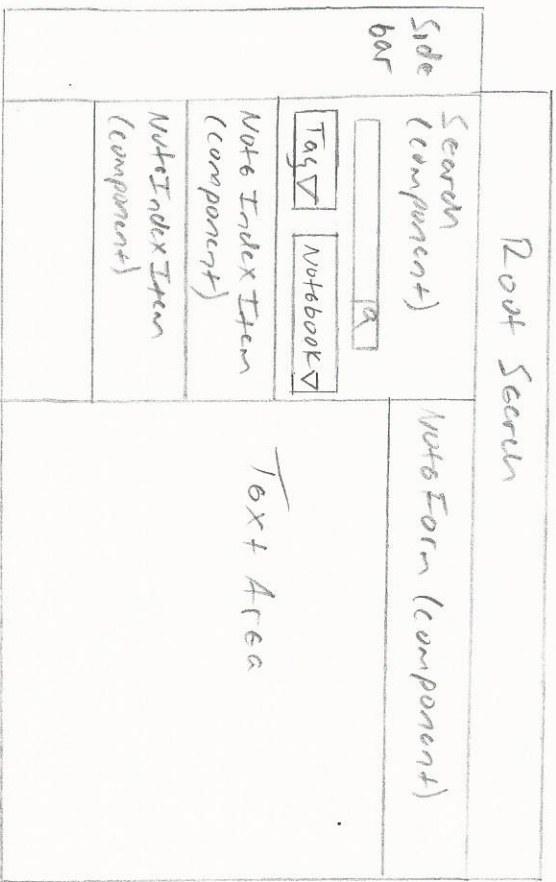 Root Search
Side
bar
Search
(component)
Tag
Notebook
Note Index Item
(component)
Note Index Item
(component)
Note Form (component)
Text Area